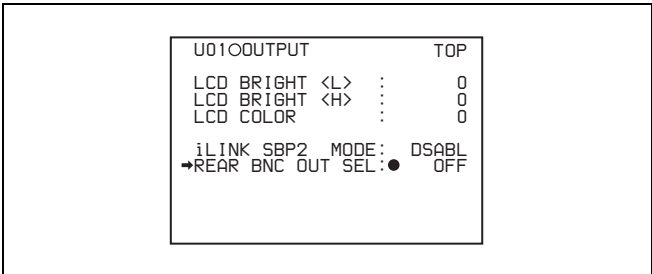 U01○OUTPUT TOP
LCD BRIGHT <L> : 0
LCD BRIGHT <H> : 0
LCD COLOR : 0
iLINK SBP2 MODE: DSABL
➡REAR BNC OUT SEL:● OFF